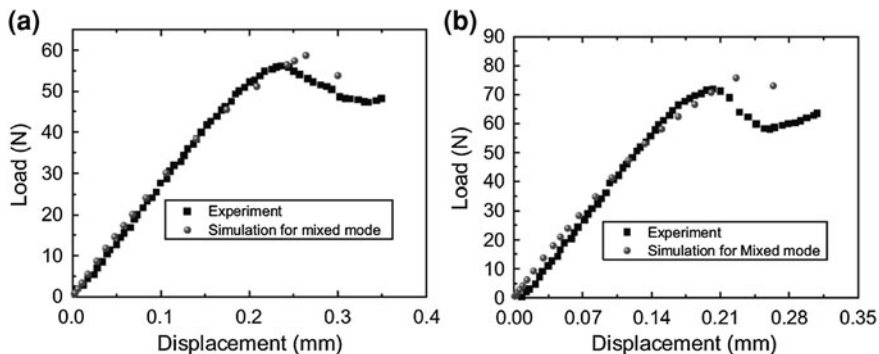 (a)
60
50
40
30
20
10
0
Load (N)
Experiment
Simulation for mixed mode
0.0 0.1 0.2 0.3 0.4
Displacement (mm)
(b)
90
80
70
60
50
40
30
20
10
0
Load (N)
Experiment
Simulation for Mixed mode
0.00 0.07 0.14 0.21 0.28 0.35
Displacement (mm)